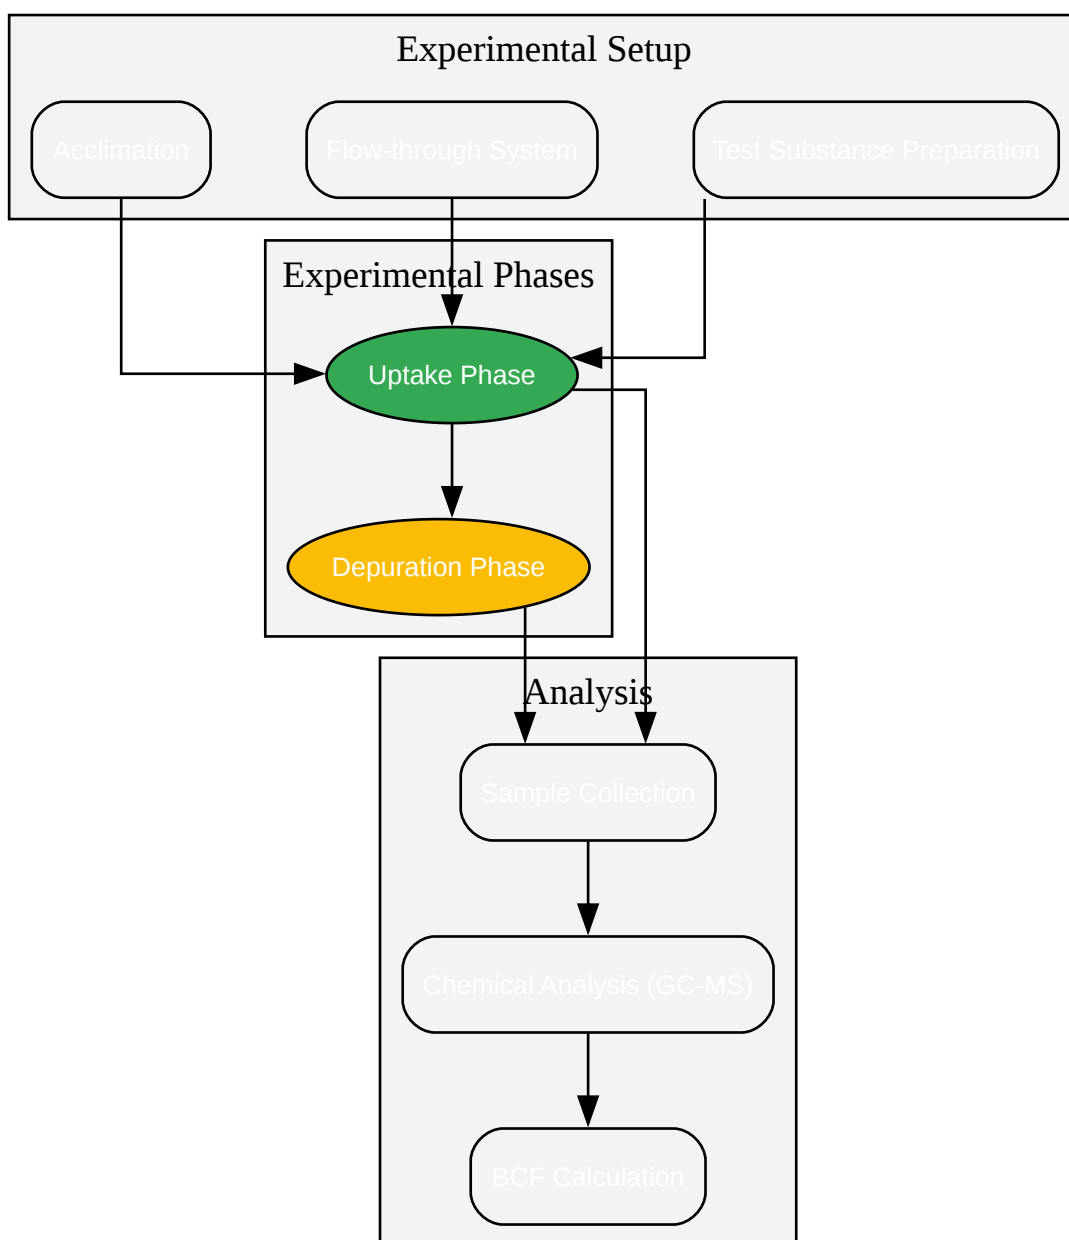 Experimental Setup
Acclimation
Flow-through System
Test Substance Preparation
Experimental Phases
Uptake Phase
Depuration Phase
Analysis
Sample Collection
Chemical Analysis (GC-MS)
BCF Calculation